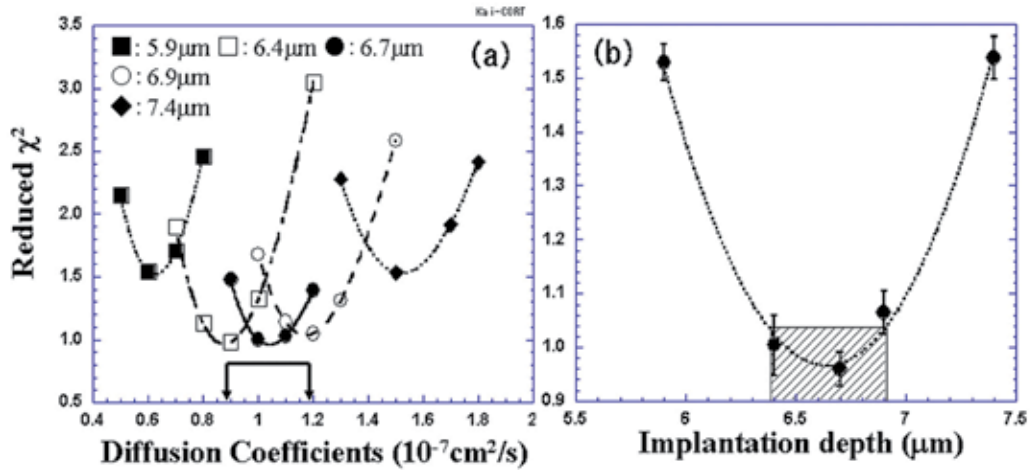 Kai-CORT
3.5
3.0
2.5
2.0
1.5
1.0
0.5
Reduced χ²
■ : 5.9μm □ : 6.4μm ● : 6.7μm
○ : 6.9μm
◆ : 7.4μm
(a)
0.4 0.6 0.8 1 1.2 1.4 1.6 1.8 2
Diffusion Coefficients (10⁻⁷cm²/s)
(b)
1.6
1.5
1.4
1.3
1.2
1.1
1.0
0.9
5.5 6 6.5 7 7.5
Implantation depth (μm)